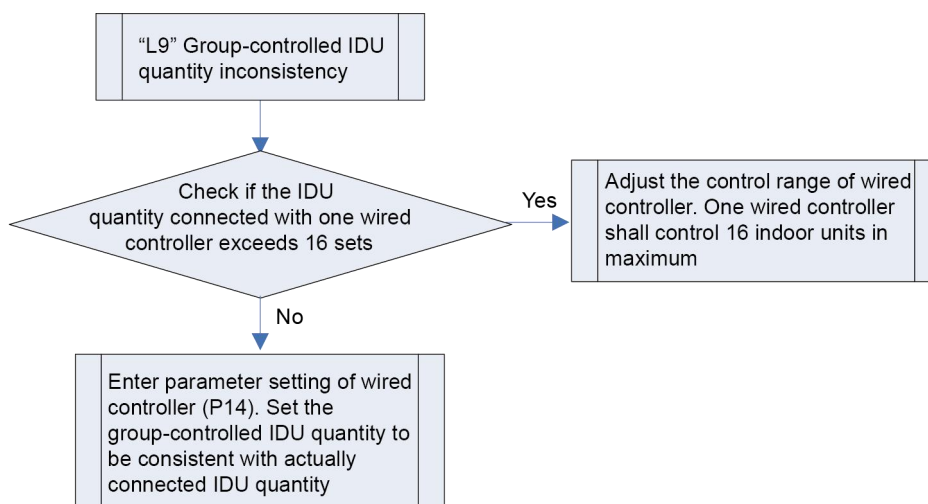 “L9” Group-controlled IDU
quantity inconsistency
Check if the IDU
quantity connected with one wired
controller exceeds 16 sets
Yes
Adjust the control range of wired
controller. One wired controller
shall control 16 indoor units in
maximum
No
Enter parameter setting of wired
controller (P14). Set the
group-controlled IDU quantity to
be consistent with actually
connected IDU quantity